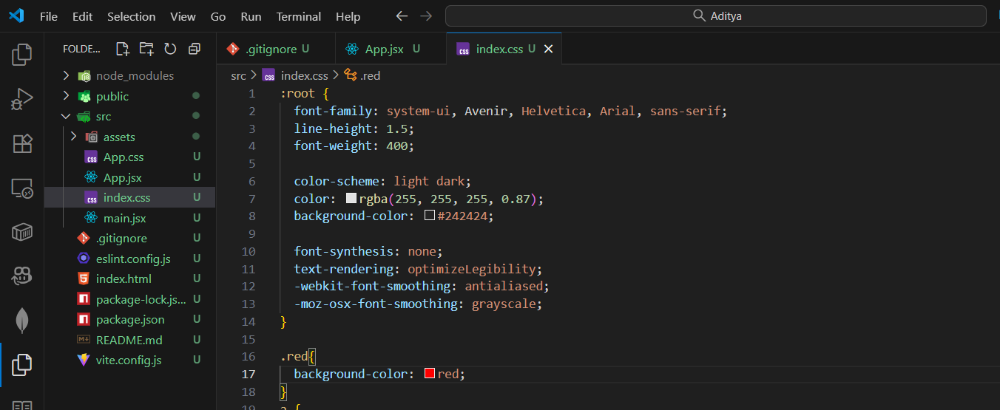 File Edit Selection View Go Run Terminal Help Aditya
FOLDE...
node_modules
public
src
assets
App.css U
App.jsx U
index.css U
main.jsx U
.gitignore U
eslint.config.js U
index.html U
package-lock.js... U
package.json U
README.md U
vite.config.js U
.gitignore U App.jsx U index.css U
src > index.css > .red
1 :root {
2 font-family: system-ui, Avenir, Helvetica, Arial, sans-serif;
3 line-height: 1.5;
4 font-weight: 400;
5
6 color-scheme: light dark;
7 color: rgba(255, 255, 255, 0.87);
8 background-color: #242424;
9
10 font-synthesis: none;
11 text-rendering: optimizeLegibility;
12 -webkit-font-smoothing: antialiased;
13 -moz-osx-font-smoothing: grayscale;
14 }
15
16 .red{
17 background-color: red;
18 }
19 a {